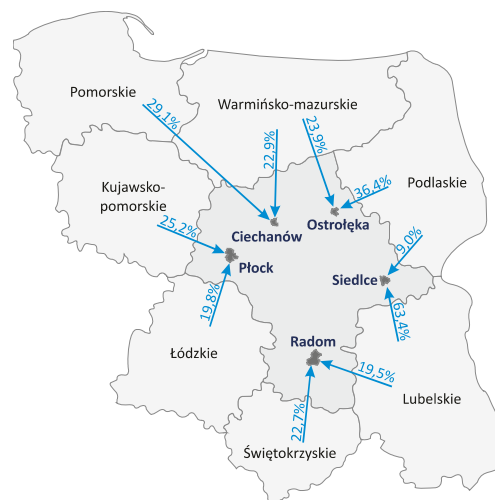 Pomorskie
29,1%
Warmińsko-mazurskie
22,9%
23,9%
Kujawsko-
pomorskie
36,4%
Podlaskie
25,2%
Ciechanów
Ostrołęka
9,0%
Płock
Siedlce
19,8%
63,4%
Radom
Łódzkie
19,5%
Lubelskie
22,7%
Świętokrzyskie